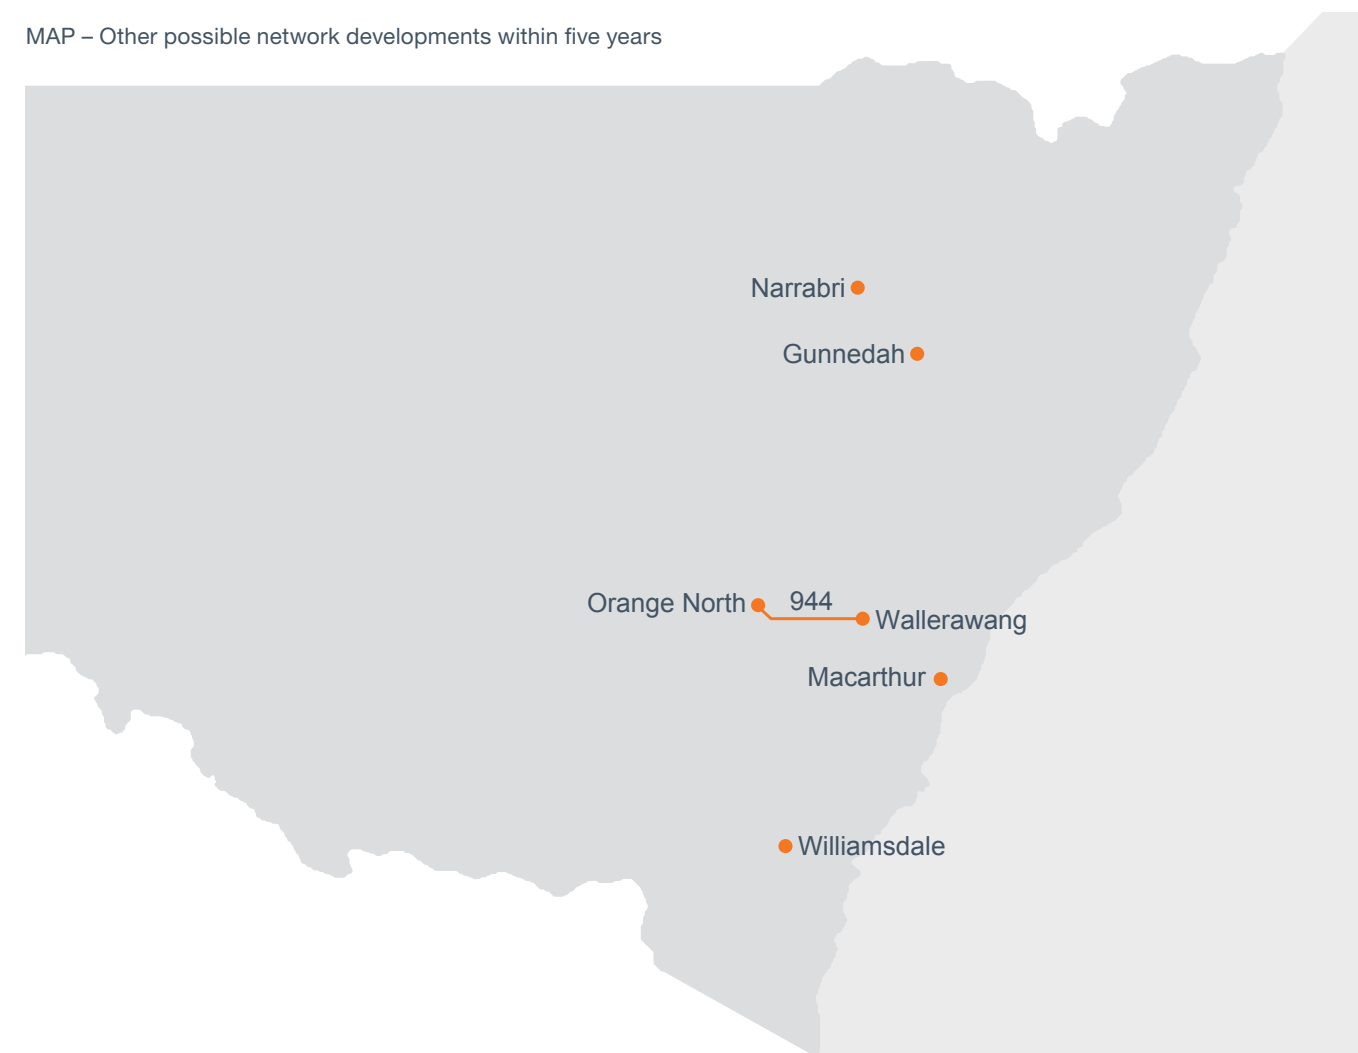 MAP – Other possible network developments within five years
Narrabri
Gunnedah
Orange North
944
Wallerawang
Macarthur
Williamsdale